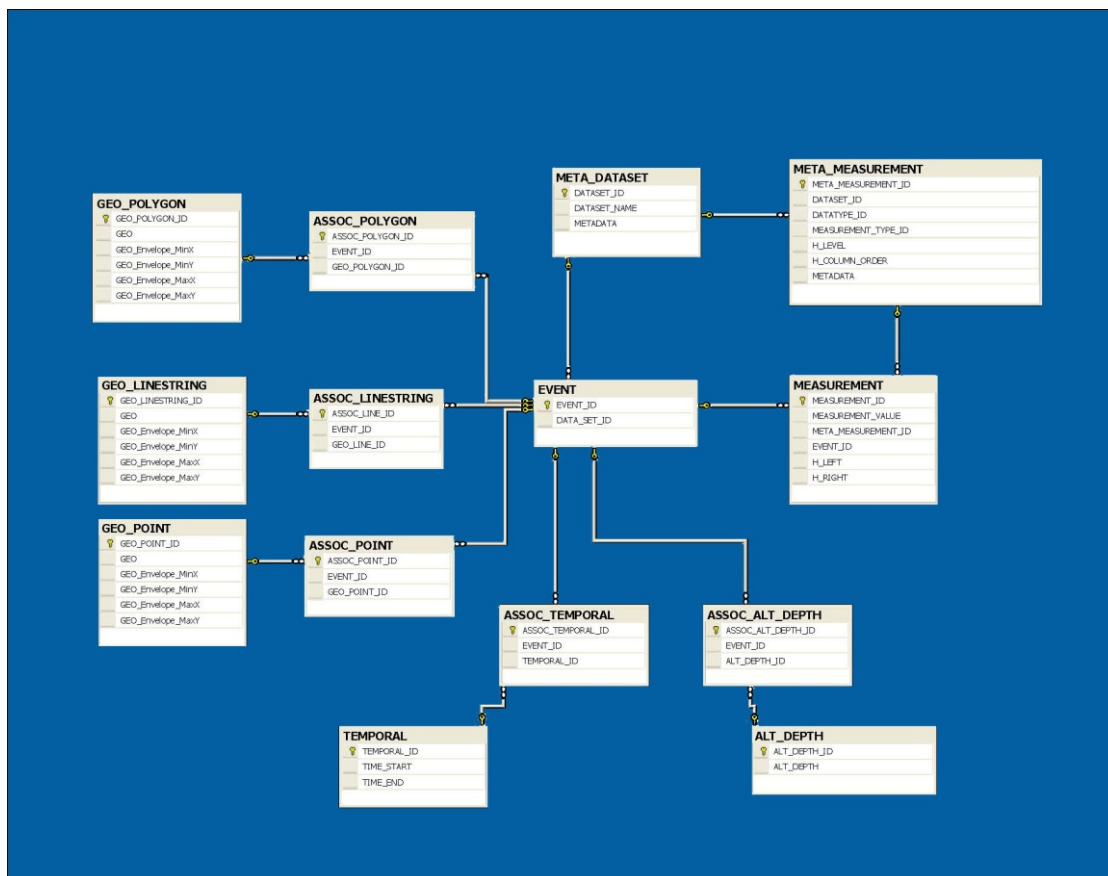 META_DATASET
DATASET_ID
DATASET_NAME
METADATA
META_MEASUREMENT
META_MEASUREMENT_ID
DATASET_ID
DATATYPE_ID
MEASUREMENT_TYPE_ID
H_LEVEL
H_COLUMN_ORDER
METADATA
GEO_POLYGON
GEO_POLYGON_ID
GEO
GEO_Envelope_MinX
GEO_Envelope_MinY
GEO_Envelope_MaxX
GEO_Envelope_MaxY
ASSOC_POLYGON
ASSOC_POLYGON_ID
EVENT_ID
GEO_POLYGON_ID
GEO_LINESTRING
GEO_LINESTRING_ID
GEO
GEO_Envelope_MinX
GEO_Envelope_MinY
GEO_Envelope_MaxX
GEO_Envelope_MaxY
ASSOC_LINESTRING
ASSOC_LINE_ID
EVENT_ID
GEO_LINE_ID
EVENT
EVENT_ID
DATA_SET_ID
MEASUREMENT
MEASUREMENT_ID
MEASUREMENT_VALUE
META_MEASUREMENT_ID
EVENT_ID
H_LEFT
H_RIGHT
GEO_POINT
GEO_POINT_ID
GEO
GEO_Envelope_MinX
GEO_Envelope_MinY
GEO_Envelope_MaxX
GEO_Envelope_MaxY
ASSOC_POINT
ASSOC_POINT_ID
EVENT_ID
GEO_POINT_ID
ASSOC_TEMPORAL
ASSOC_TEMPORAL_ID
EVENT_ID
TEMPORAL_ID
ASSOC_ALT_DEPTH
ASSOC_ALT_DEPTH_ID
EVENT_ID
ALT_DEPTH_ID
TEMPORAL
TEMPORAL_ID
TIME_START
TIME_END
ALT_DEPTH
ALT_DEPTH_ID
ALT_DEPTH